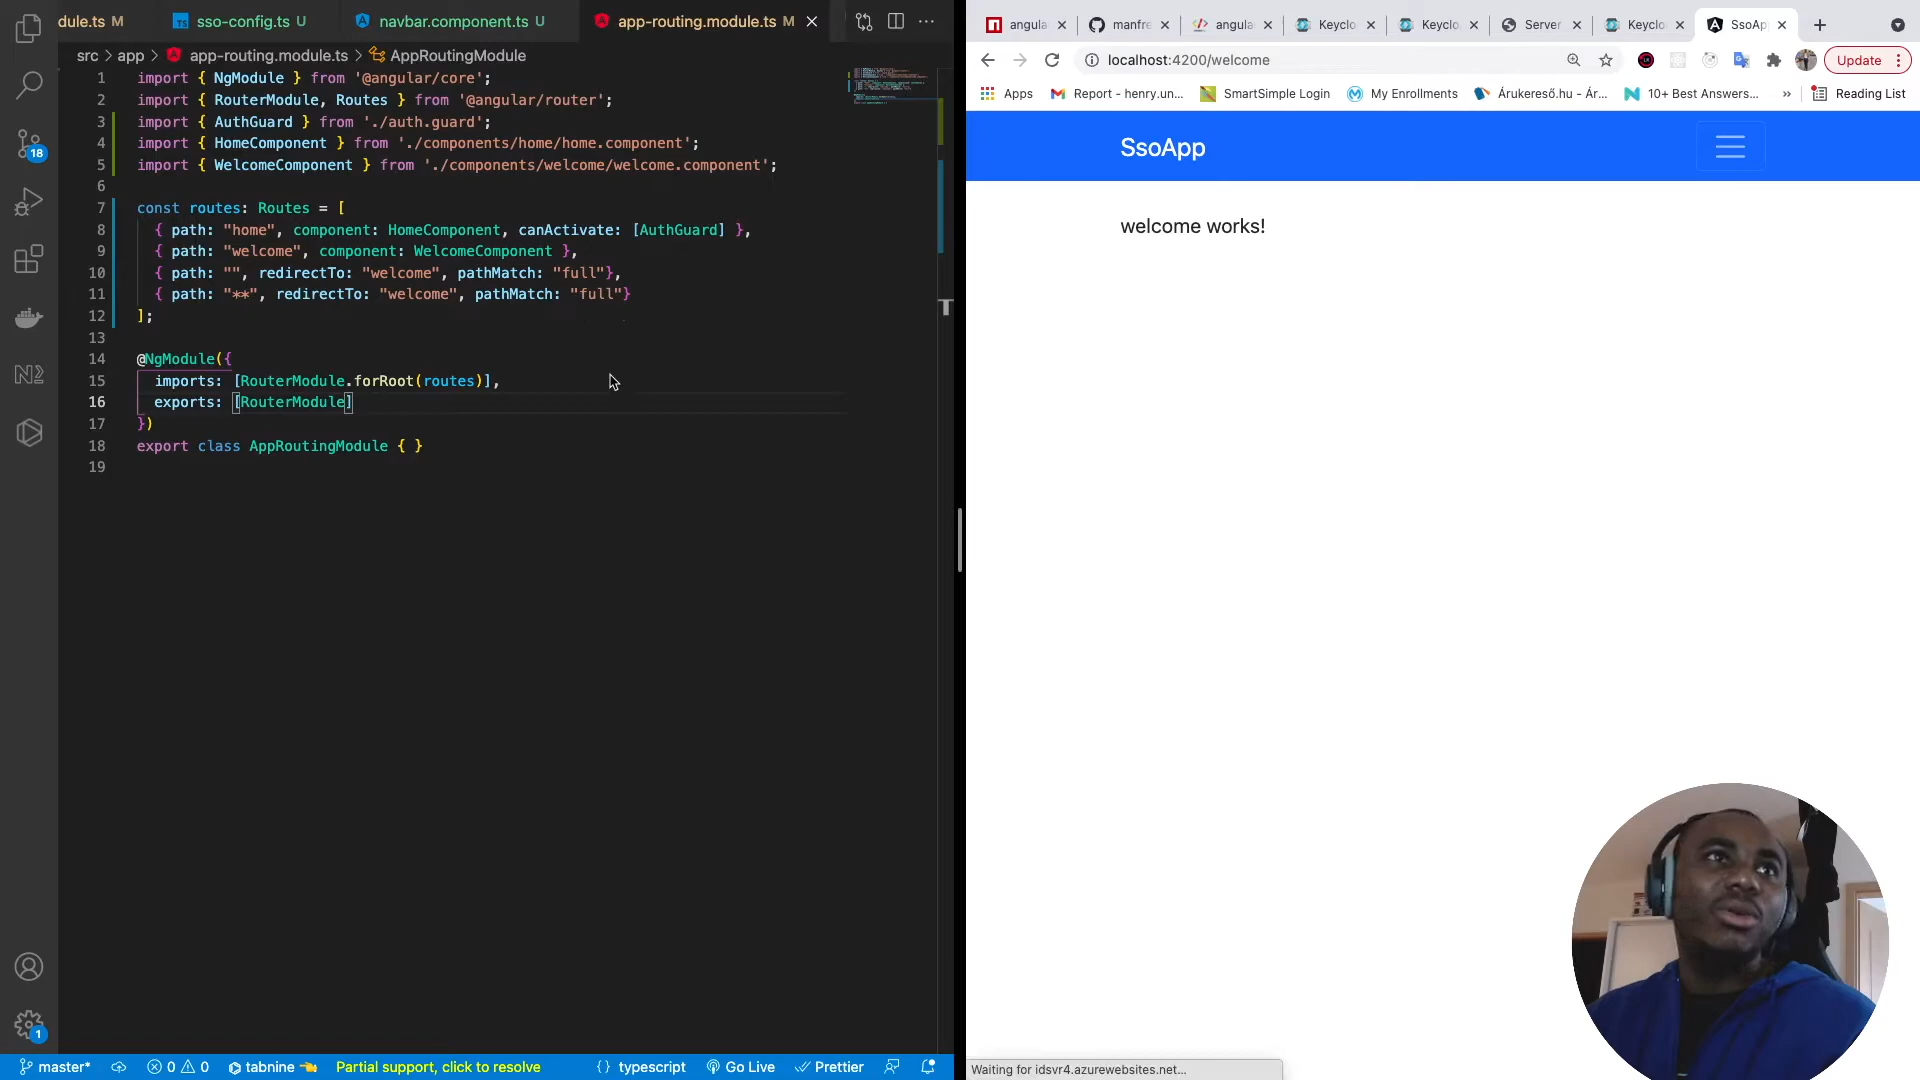 dule.ts M
sso-config.ts U
navbar.component.ts U
app-routing.module.ts M
src > app > app-routing.module.ts > AppRoutingModule
1 import { NgModule } from '@angular/core';
2 import { RouterModule, Routes } from '@angular/router';
3 import { AuthGuard } from './auth.guard';
4 import { HomeComponent } from './components/home/home.component';
5 import { WelcomeComponent } from './components/welcome/welcome.component';
6
7 const routes: Routes = [
8 { path: "home", component: HomeComponent, canActivate: [AuthGuard] },
9 { path: "welcome", component: WelcomeComponent },
10 { path: "", redirectTo: "welcome", pathMatch: "full"},
11 { path: "**", redirectTo: "welcome", pathMatch: "full"}
12 ];
13
14 @NgModule({
15 imports: [RouterModule.forRoot(routes)],
16 exports: [RouterModule]
17 })
18 export class AppRoutingModule { }
19
18
1
master*
0 0
tabnine
Partial support, click to resolve
{ } typescript
Go Live
Prettier
angula
manfre
angula
Keyclo
Keyclo
Server
Keyclo
SsoAp
localhost:4200/welcome
Update
Apps
Report - henry.un...
SmartSimple Login
My Enrollments
Árukereső.hu - Ár...
10+ Best Answers...
»
Reading List
SsoApp
welcome works!
Waiting for idsvr4.azurewebsites.net...